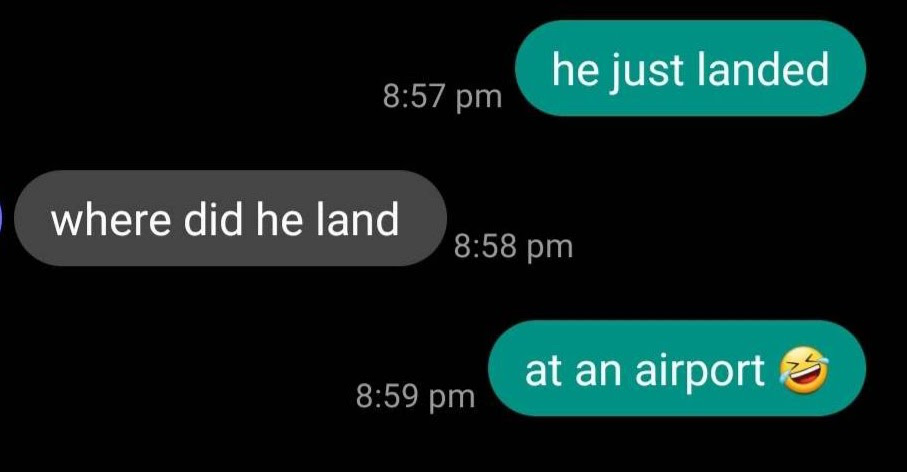 he just landed
8:57 pm
where did he land
8:58 pm
at an airport 🤣
8:59 pm